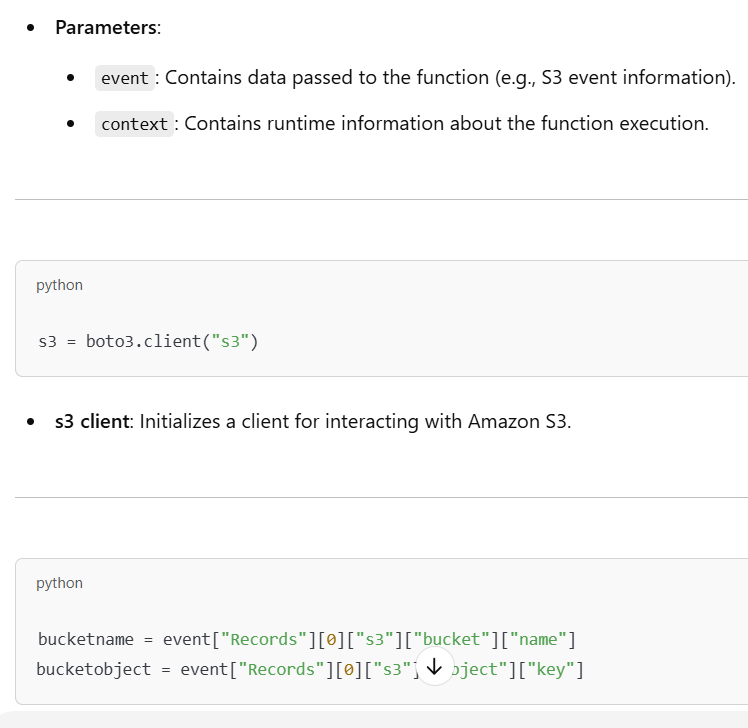 Parameters:
event: Contains data passed to the function (e.g., S3 event information).
context: Contains runtime information about the function execution.
python
s3 = boto3.client("s3")
s3 client: Initializes a client for interacting with Amazon S3.
python
bucketname = event["Records"][0]["s3"]["bucket"]["name"]
bucketobject = event["Records"][0]["s3"] bject"]["key"]